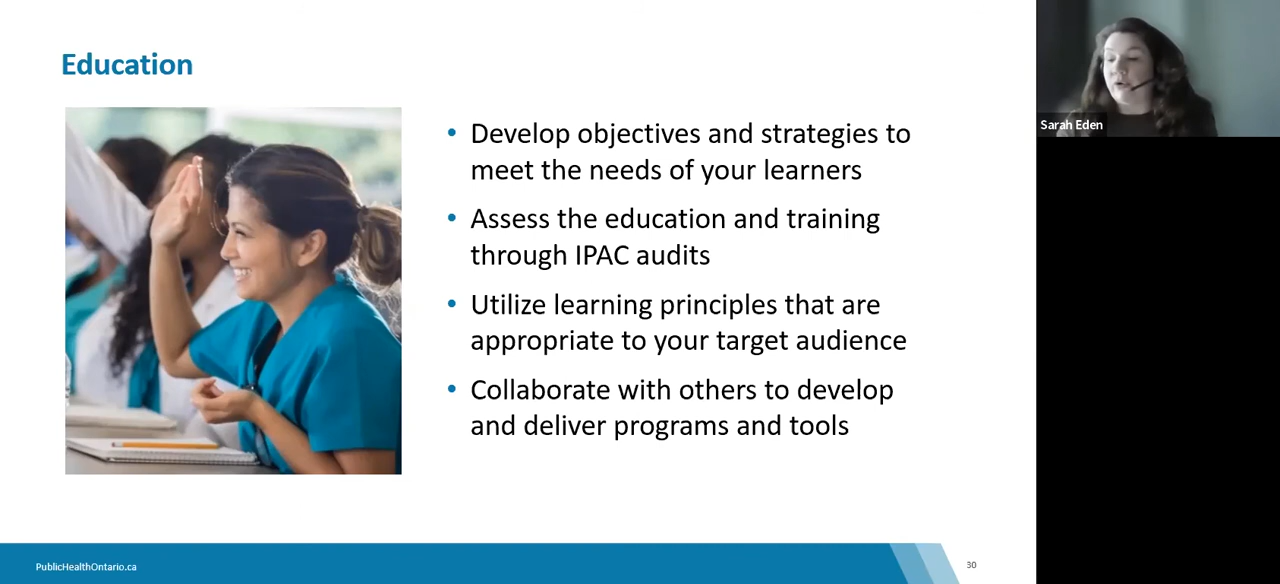 Education
• Develop objectives and strategies to
meet the needs of your learners
• Assess the education and training
through IPAC audits
• Utilize learning principles that are
appropriate to your target audience
• Collaborate with others to develop
and deliver programs and tools
PublicHealthOntario.ca
30
Sarah Eden